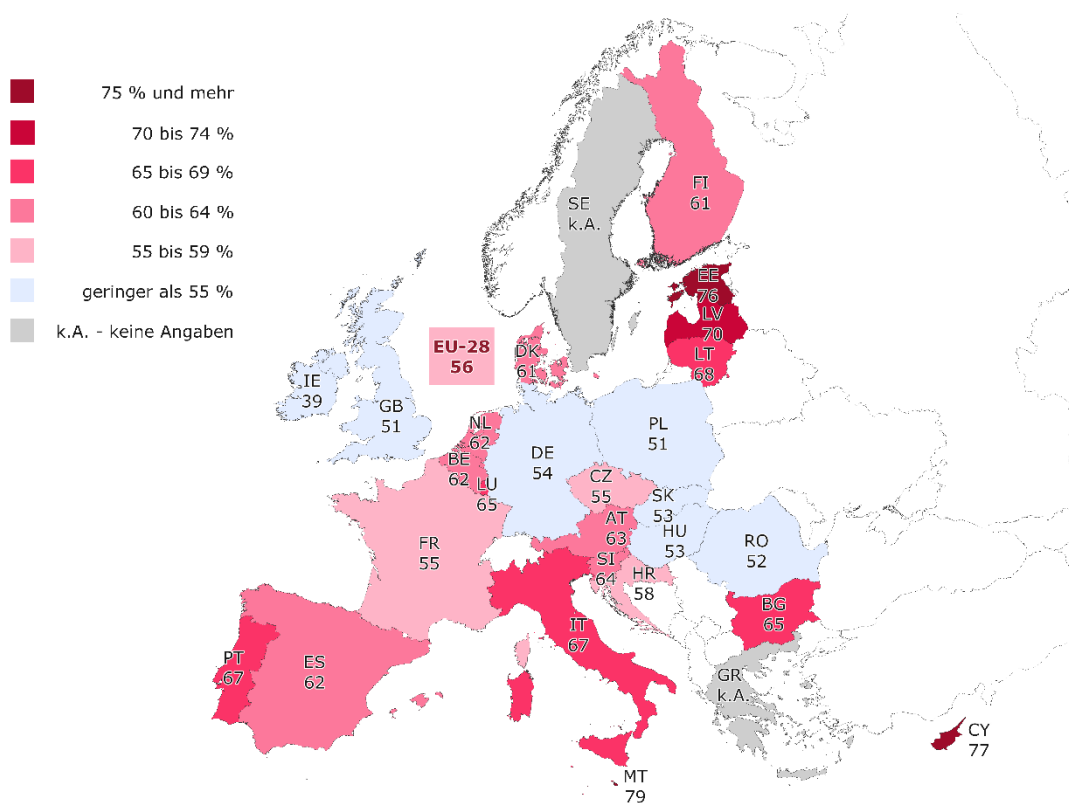 75 % und mehr
70 bis 74 %
65 bis 69 %
60 bis 64 %
55 bis 59 %
geringer als 55 %
k.A. - keine Angaben
EU-28
56
FI
61
SE
k.A.
EE
76
LV
70
LT
68
DK
61
IE
39
GB
51
NL
62
BE
62
LU
65
DE
54
PL
51
CZ
55
SK
53
AT
63
HU
53
SI
64
HR
58
RO
52
FR
55
BG
65
IT
67
PT
67
ES
62
GR
k.A.
MT
79
CY
77